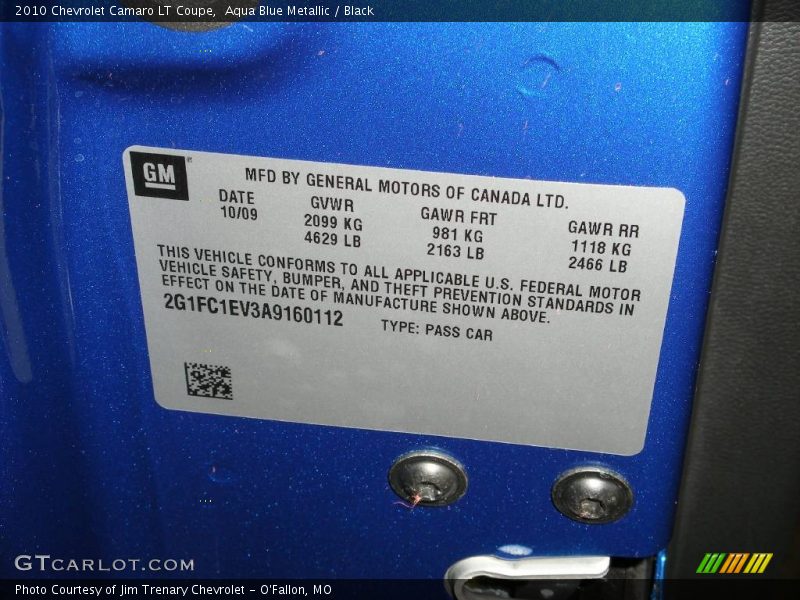 2010 Chevrolet Camaro LT Coupe,  Aqua Blue Metallic / Black
GM
MFD BY GENERAL MOTORS OF CANADA LTD.
DATE GVWR GAWR FRT GAWR RR
10/09 2099 KG 981 KG 1118 KG
4629 LB 2163 LB 2466 LB
THIS VEHICLE CONFORMS TO ALL APPLICABLE U.S. FEDERAL MOTOR
VEHICLE SAFETY, BUMPER, AND THEFT PREVENTION STANDARDS IN
EFFECT ON THE DATE OF MANUFACTURE SHOWN ABOVE.
2G1FC1EV3A9160112 TYPE: PASS CAR
GTCARLOT.COM
Photo Courtesy of Jim Trenary Chevrolet - O'Fallon, MO